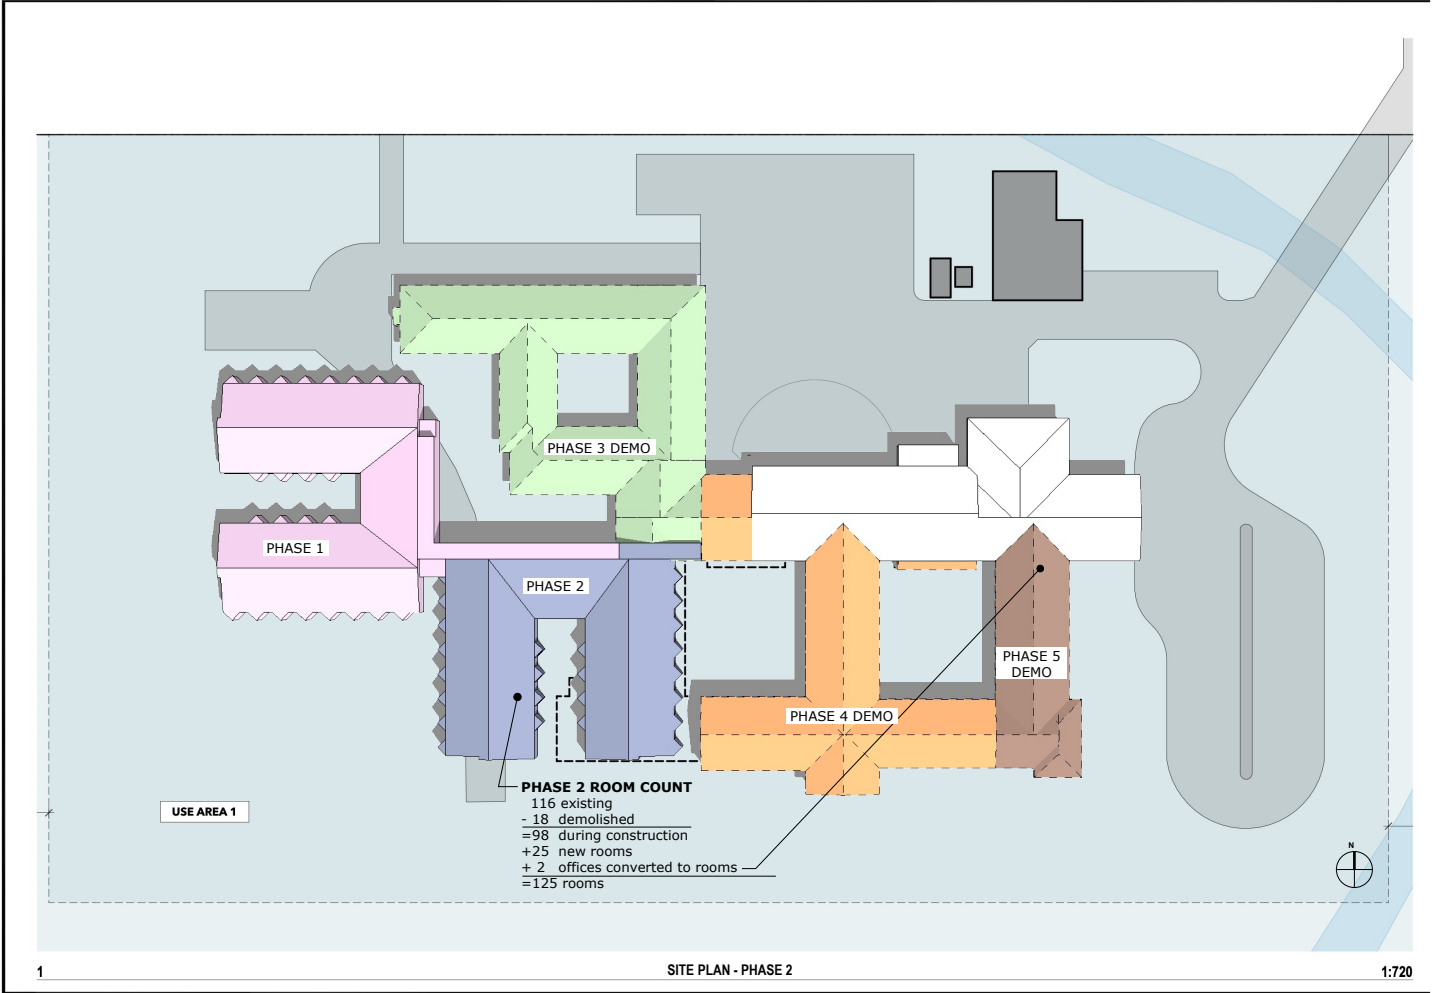 PHASE 3 DEMO
PHASE 1
PHASE 2
PHASE 5
DEMO
PHASE 4 DEMO
PHASE 2 ROOM COUNT
116 existing
- 18 demolished
=98 during construction
+25 new rooms
+ 2 offices converted to rooms
=125 rooms
USE AREA 1
N
1
SITE PLAN - PHASE 2
1:720